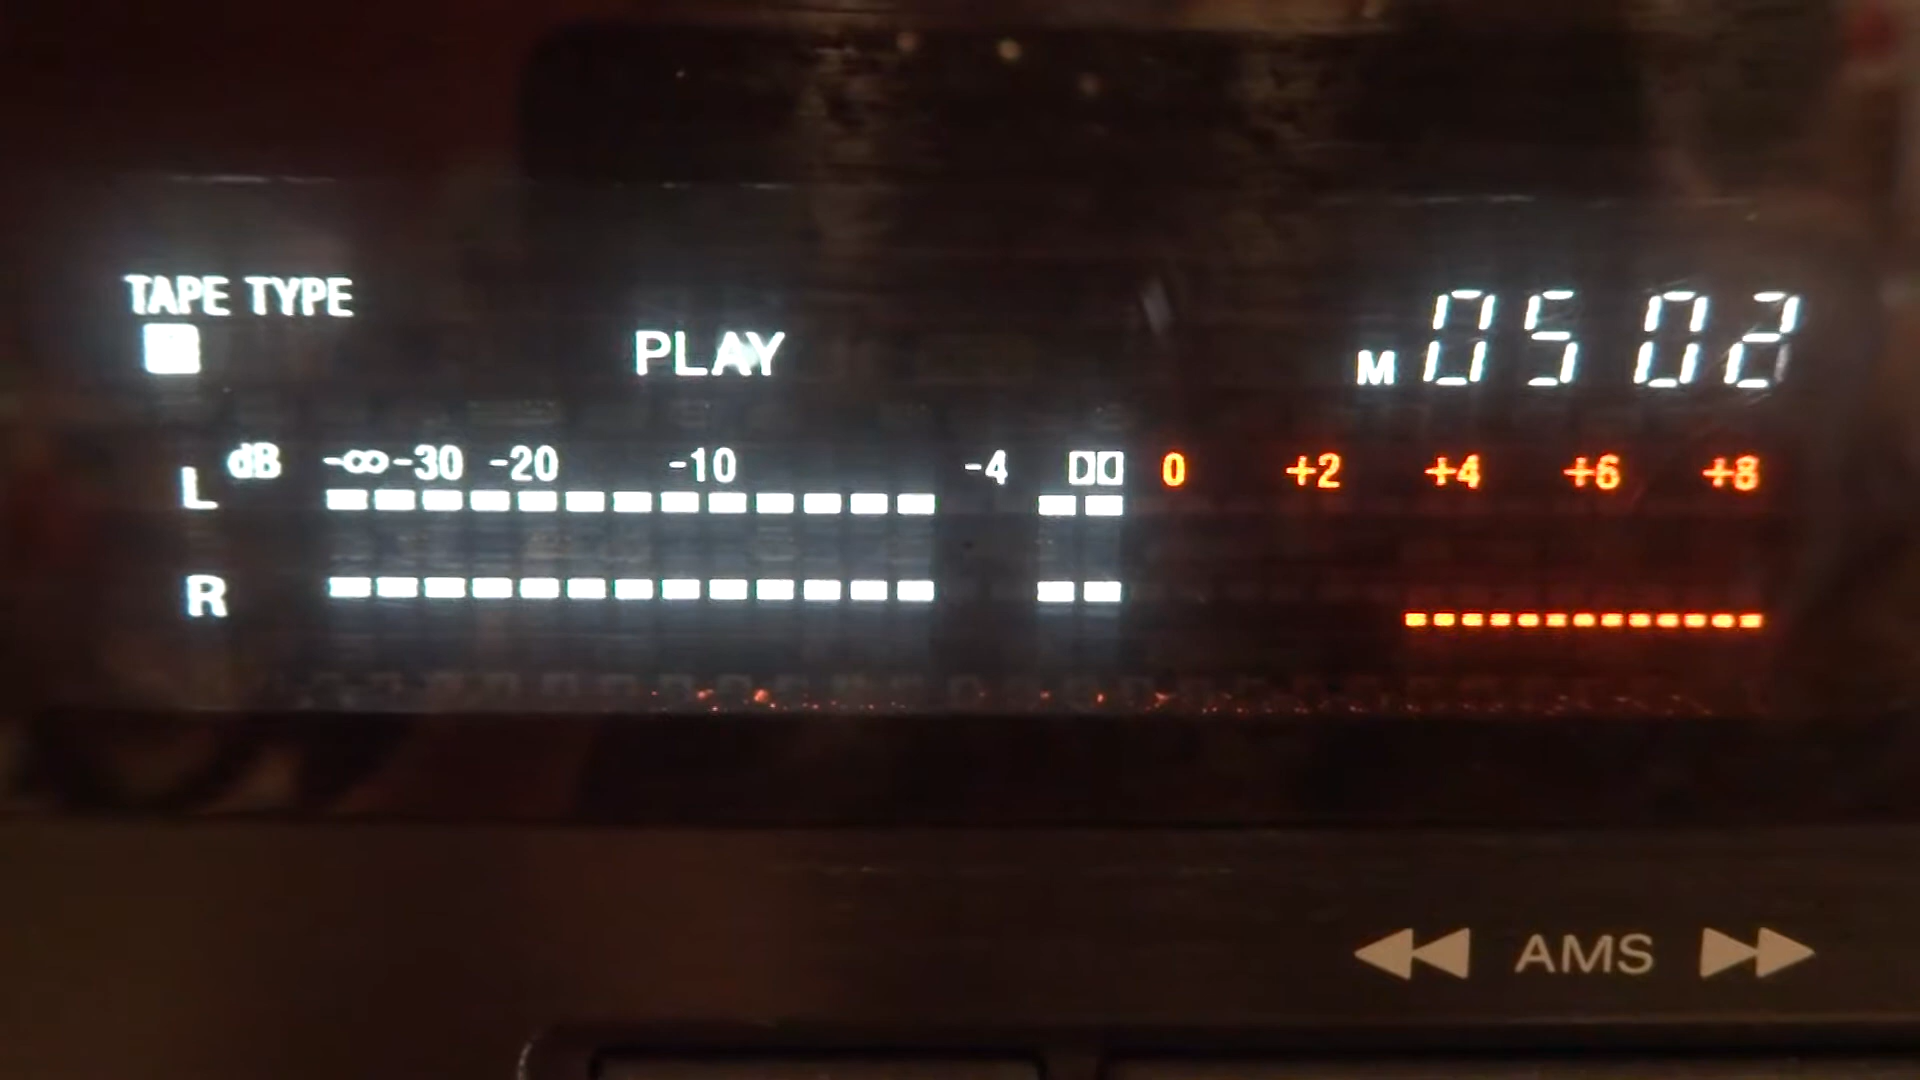 TAPE TYPE
PLAY
M 05 02
dB -∞ -30 -20 -10 -4 0 +2 +4 +6 +8
L
R
AMS